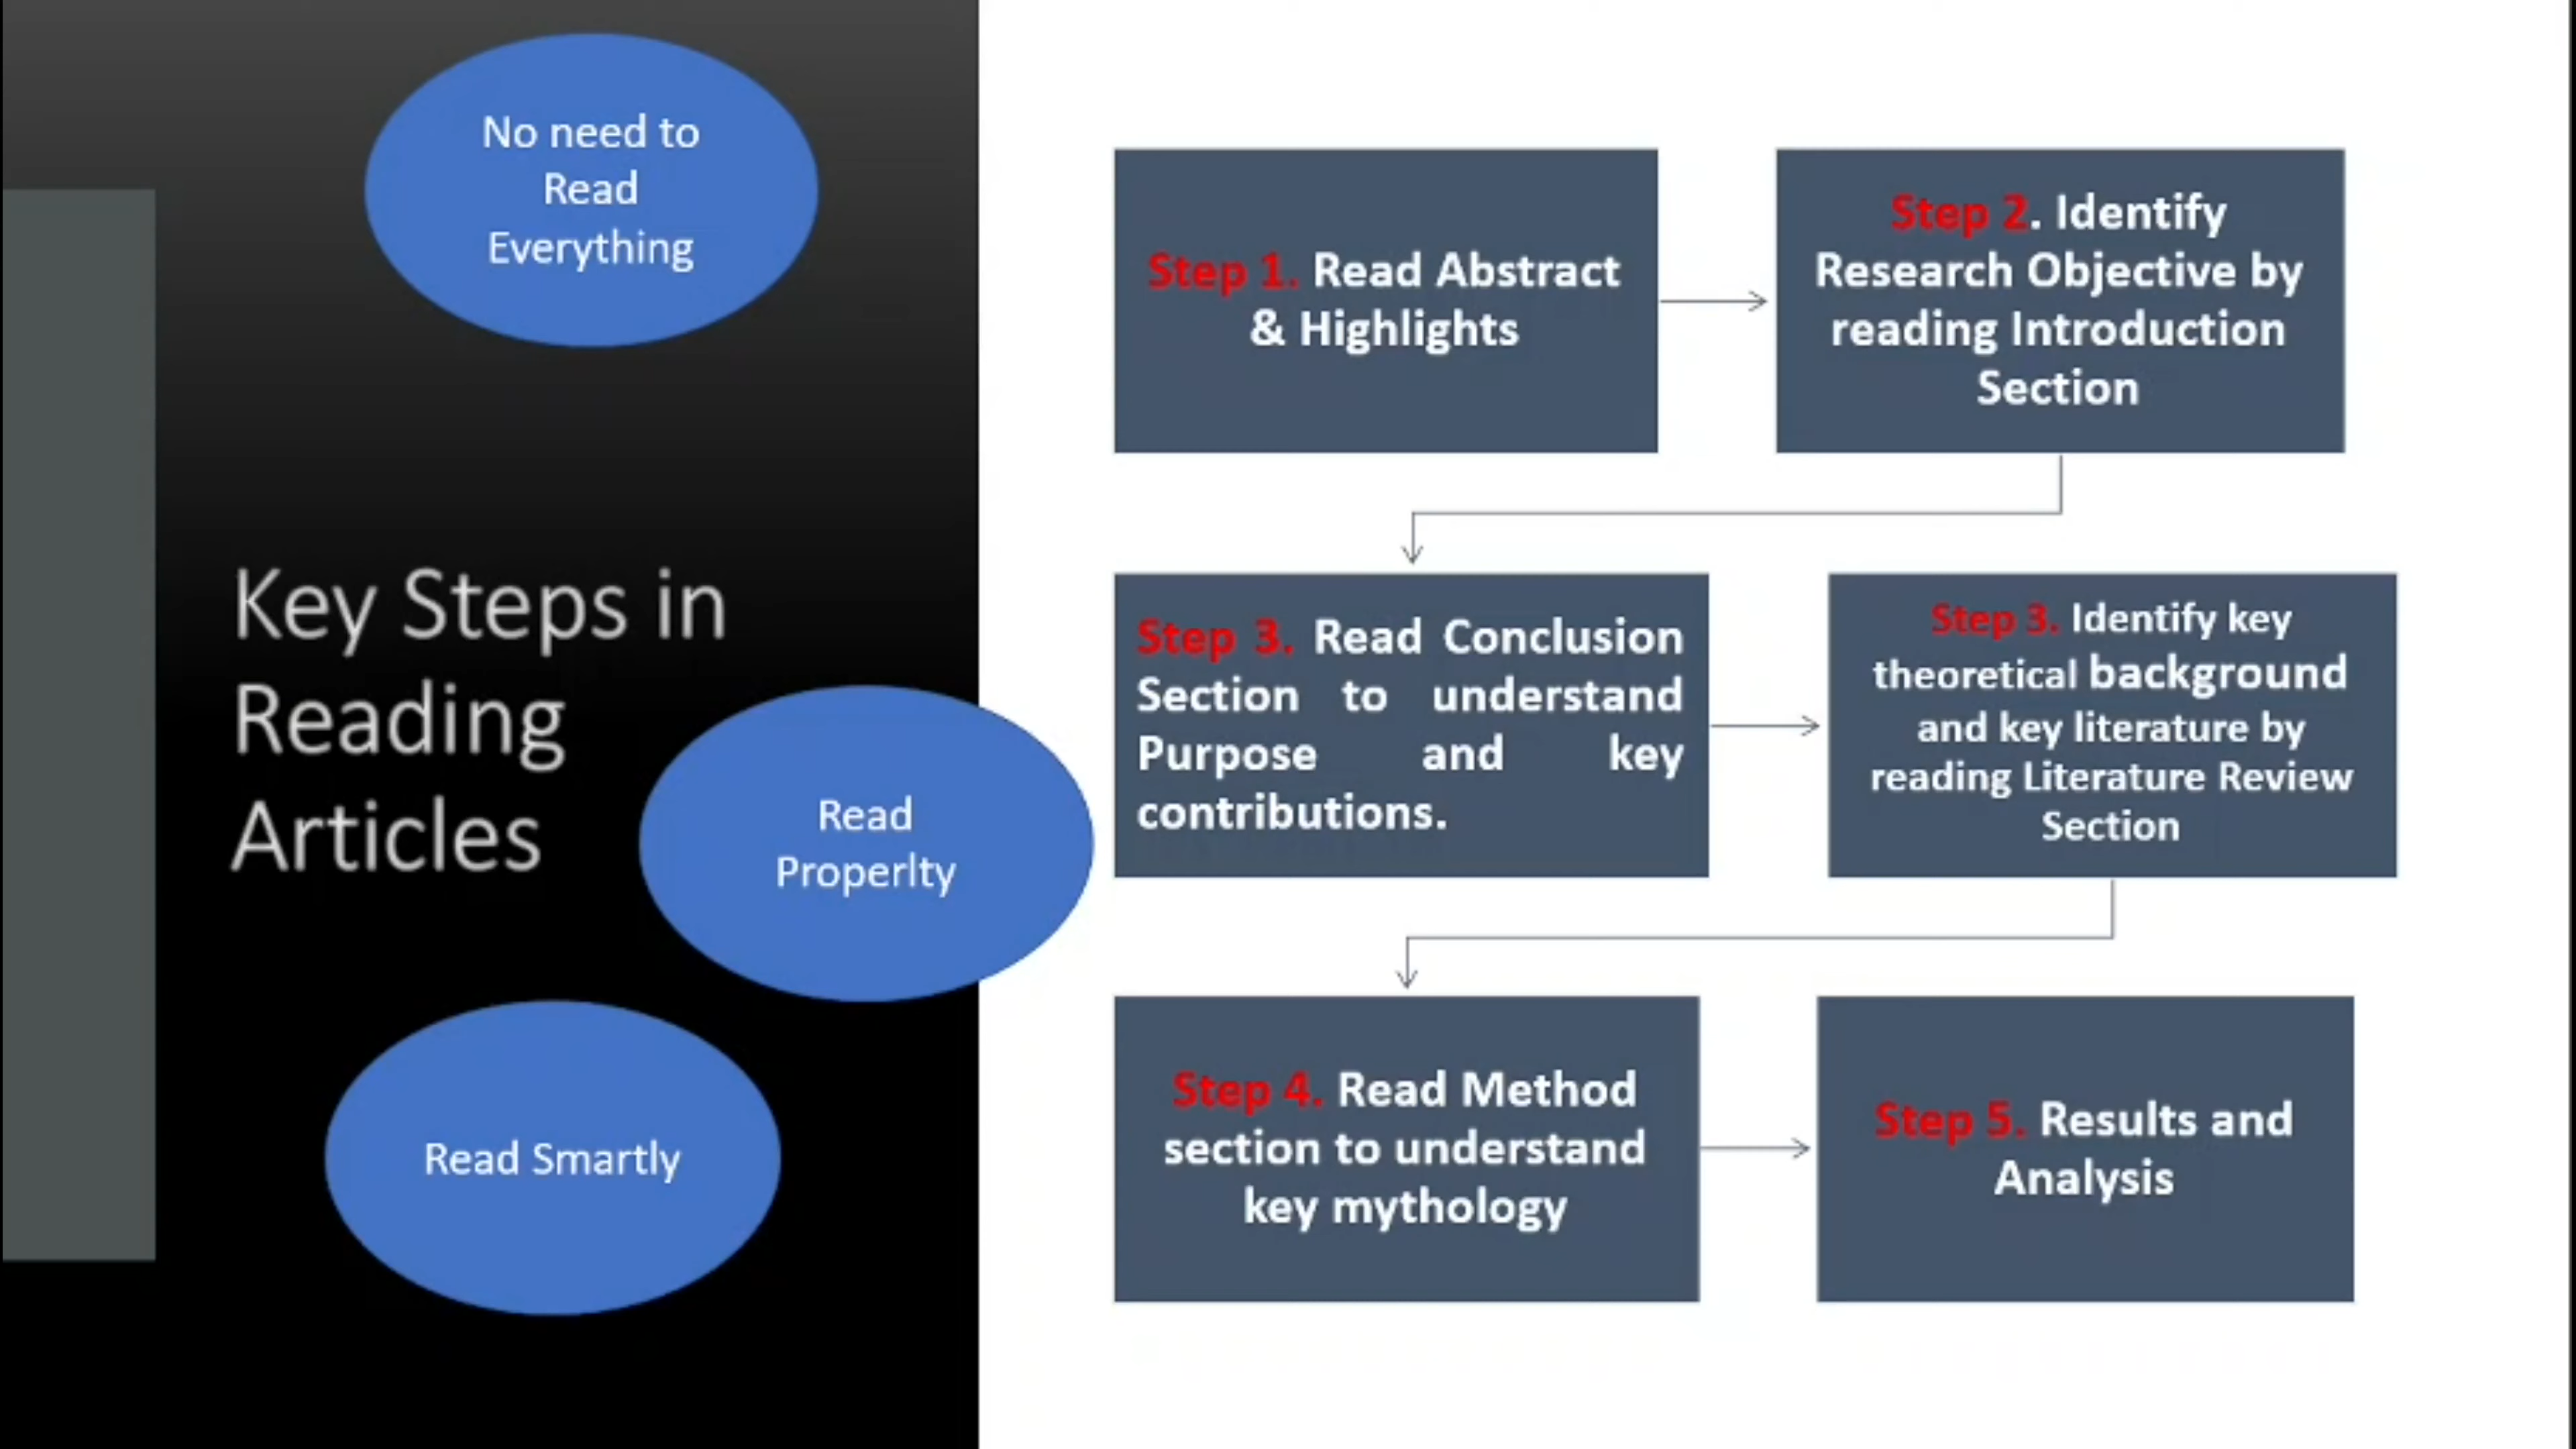 No need to
Read
Everything
Key Steps in
Reading
Articles
Read
Properlty
Read Smartly
Step 1. Read Abstract
& Highlights
Step 2. Identify
Research Objective by
reading Introduction
Section
Step 3. Read Conclusion
Section to understand
Purpose and key
contributions.
Step 3. Identify key
theoretical background
and key literature by
reading Literature Review
Section
Step 4. Read Method
section to understand
key mythology
Step 5. Results and
Analysis